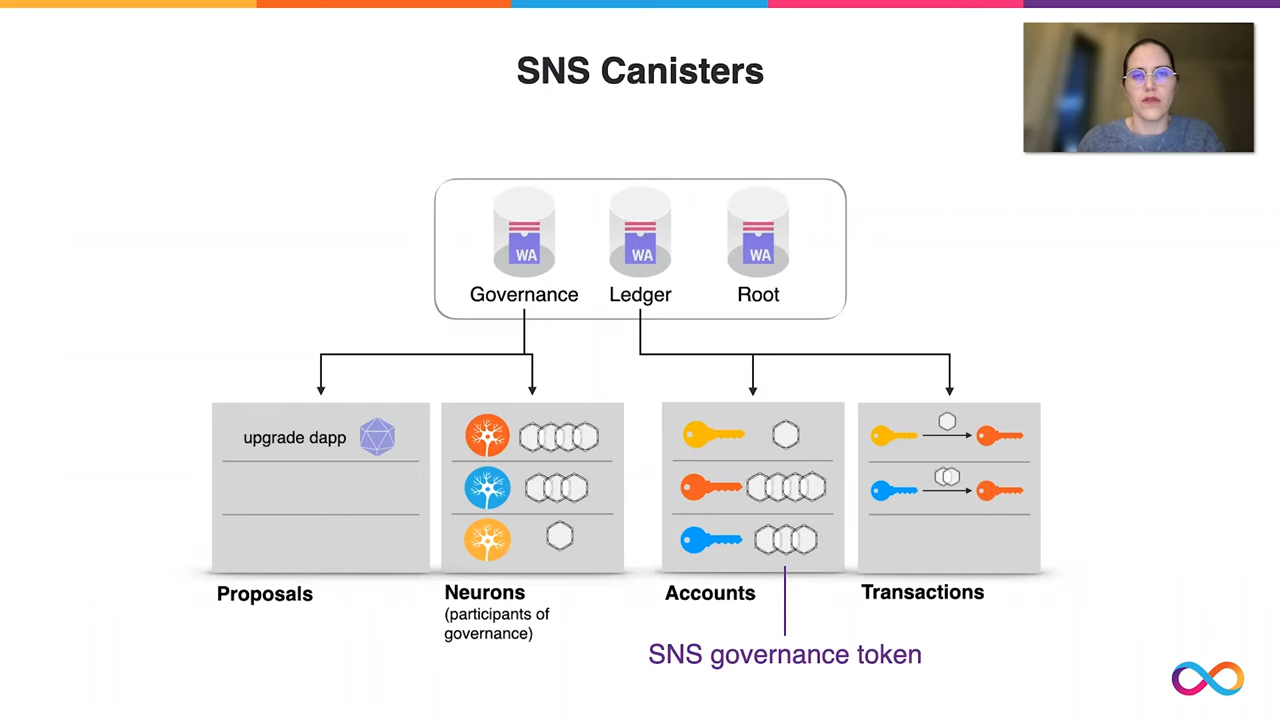 SNS Canisters
WA
WA
WA
Governance
Ledger
Root
upgrade dapp
Proposals
Neurons
(participants of
governance)
Accounts
Transactions
SNS governance token